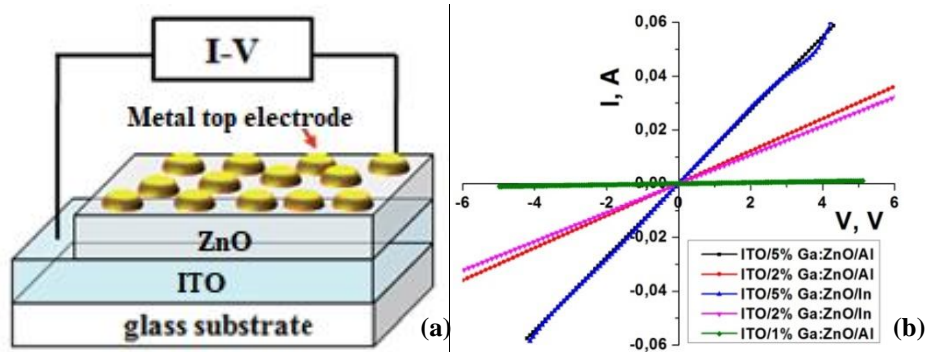 I-V
Metal top electrode
ZnO
ITO
glass substrate
(a)
I, A
0,06
0,04
0,02
0,00
-0,02
-0,04
-0,06
-6
-4
-2
0
2
4
6
V, V
ITO/5% Ga:ZnO/Al
ITO/2% Ga:ZnO/Al
ITO/5% Ga:ZnO/In
ITO/2% Ga:ZnO/In
ITO/1% Ga:ZnO/Al
(b)